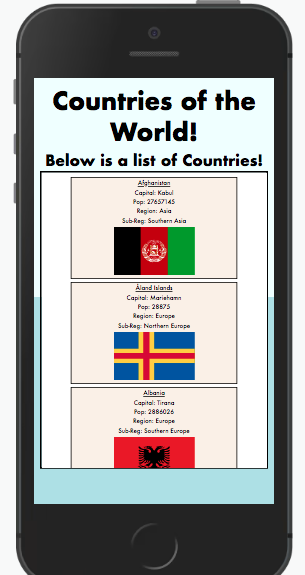 Countries of the
World!
Below is a list of Countries!
Afghanistan
Capital: Kabul
Pop: 27657145
Region: Asia
Sub-Reg: Southern Asia
Åland Islands
Capital: Mariehamn
Pop: 28875
Region: Europe
Sub-Reg: Northern Europe
Albania
Capital: Tirana
Pop: 2886026
Region: Europe
Sub-Reg: Southern Europe